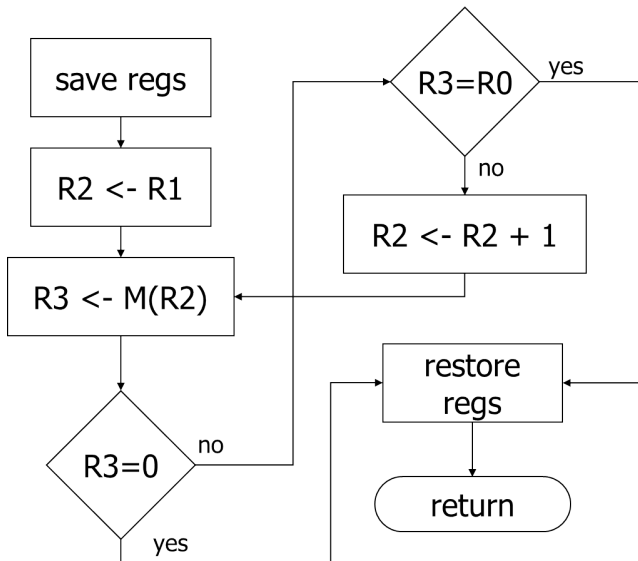 save regs
R2 <- R1
R3 <- M(R2)
R3=0
no
yes
R3=R0
yes
no
R2 <- R2 + 1
restore
regs
return